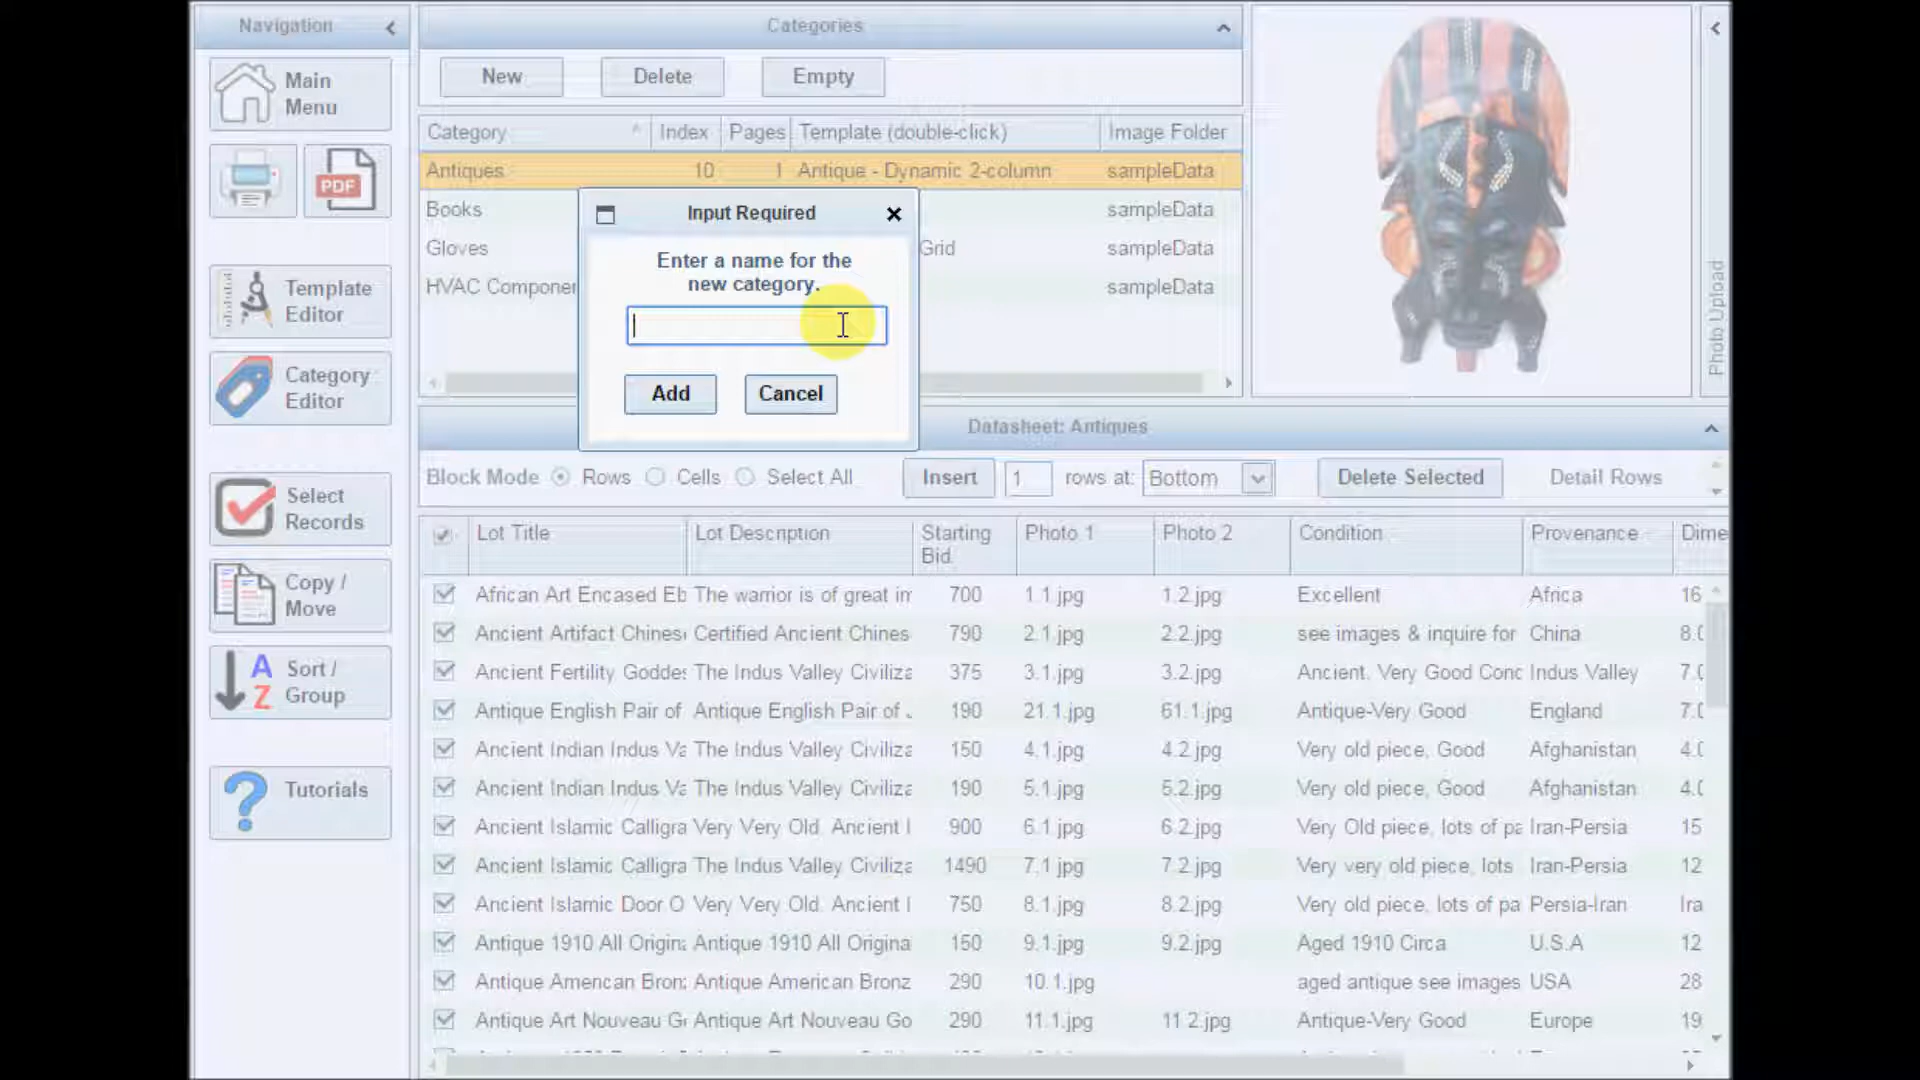 Navigation
Main
Menu
PDF
Template
Editor
Category
Editor
Select
Records
Copy /
Move
A
Z
Sort /
Group
Tutorials
Categories
New Delete Empty
Category Index Pages Template (double-click) Image Folder
Antiques 10 1 Antique - Dynamic 2-column sampleData
Books sampleData
Gloves Grid sampleData
HVAC Componer sampleData
Input Required
Enter a name for the
new category.
Add Cancel
Photo Upload
Datasheet: Antiques
Block Mode Rows Cells Select All Insert 1 rows at: Bottom Delete Selected Detail Rows
Lot Title Lot Description Starting Bid Photo 1 Photo 2 Condition Provenance Dime
African Art Encased Eb The warrior is of great im 700 1.1.jpg 1.2.jpg Excellent Africa 16
Ancient Artifact Chinese Certified Ancient Chines 790 2.1.jpg 2.2.jpg see images & inquire for China 8.0
Ancient Fertility Goddes The Indus Valley Civiliza 375 3.1.jpg 3.2.jpg Ancient. Very Good Cond Indus Valley 7.0
Antique English Pair of Antique English Pair of 190 21.1.jpg 61.1.jpg Antique-Very Good England 7.0
Ancient Indian Indus Va The Indus Valley Civiliza 150 4.1.jpg 4.2.jpg Very old piece, Good Afghanistan 4.0
Ancient Indian Indus Va The Indus Valley Civiliza 190 5.1.jpg 5.2.jpg Very old piece, Good Afghanistan 4.0
Ancient Islamic Calligra Very Very Old. Ancient I 900 6.1.jpg 6.2.jpg Very Old piece, lots of pa Iran-Persia 15
Ancient Islamic Calligra The Indus Valley Civiliza 1490 7.1.jpg 7.2.jpg Very very old piece, lots Iran-Persia 12
Ancient Islamic Door O Very Very Old. Ancient I 750 8.1.jpg 8.2.jpg Very old piece, lots of pa Persia-Iran Ira
Antique 1910 All Origina Antique 1910 All Origina 150 9.1.jpg 9.2.jpg Aged 1910 Circa U.S.A 12
Antique Amencan Bronz Antique American Bronz 290 10.1.jpg aged antique see images USA 28
Antique Art Nouveau Go Antique Art Nouveau Go 290 11.1.jpg 11.2.jpg Antique-Very Good Europe 19